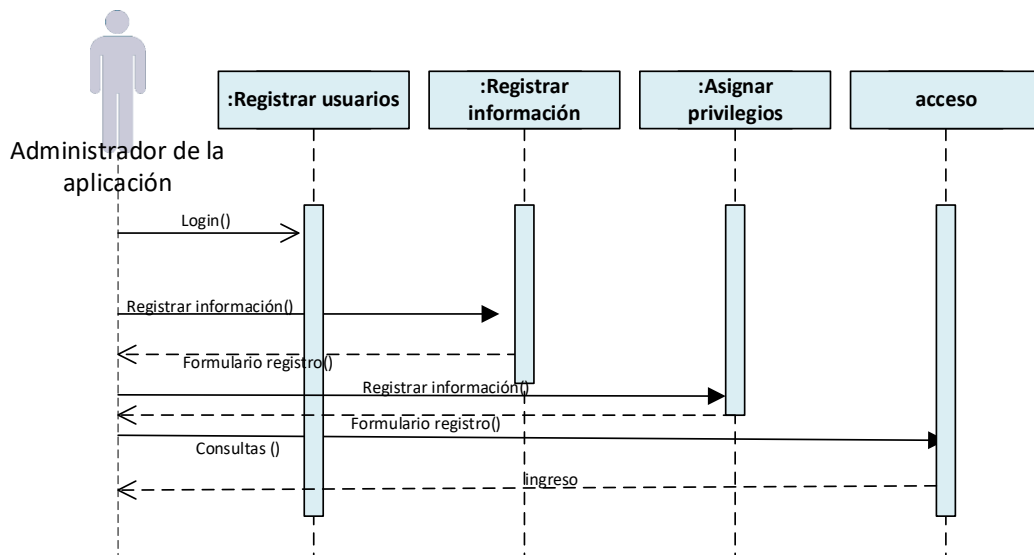 :Registrar usuarios
:Registrar
información
:Asignar
privilegios
acceso
Administrador de la
aplicación
Login()
Registrar información()
Formulario registro()
Registrar información()
Formulario registro()
Consultas ()
ingreso